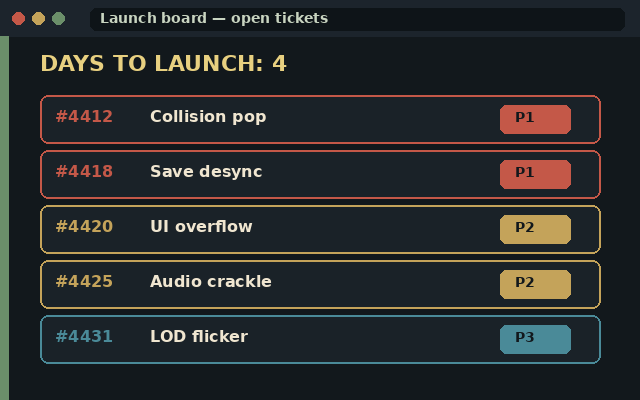 Launch board — open tickets
DAYS TO LAUNCH: 4
#4412 Collision pop P1
#4418 Save desync P1
#4420 UI overflow P2
#4425 Audio crackle P2
#4431 LOD flicker P3